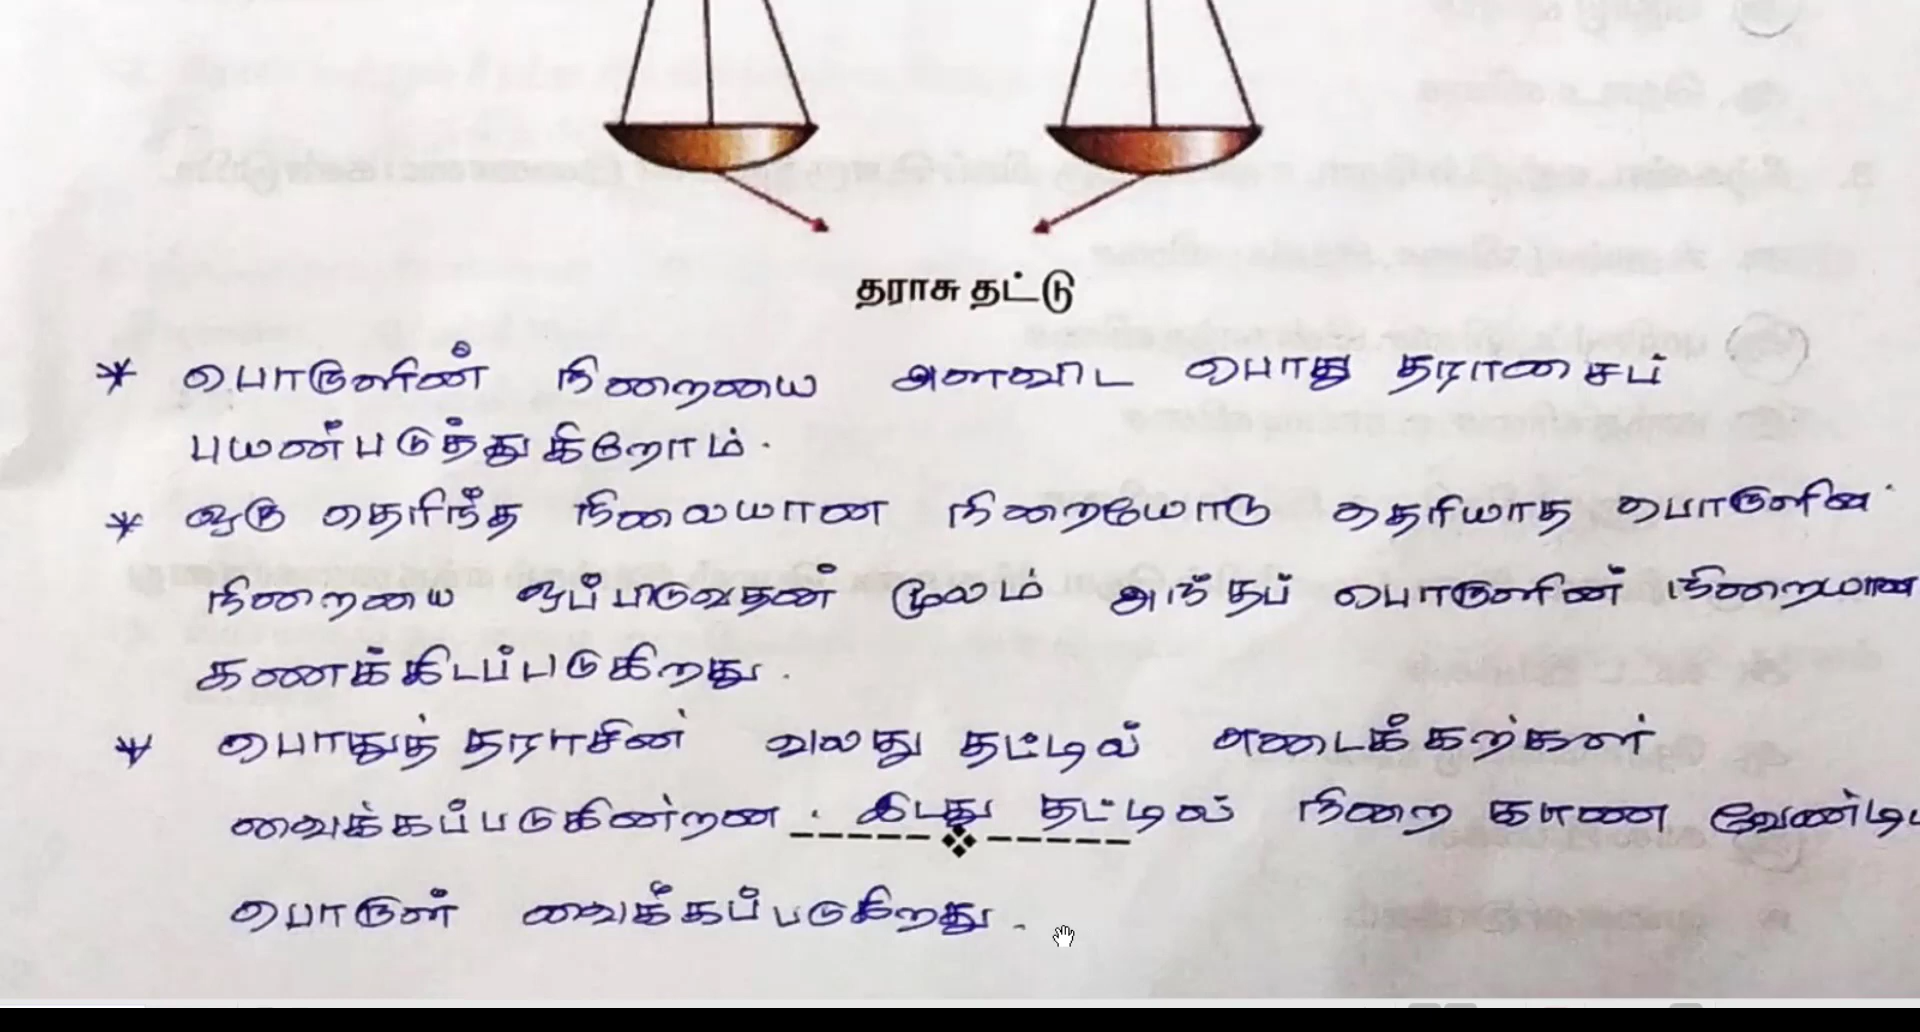 தராசு தட்டு
* பொருளின் நிறையை அளவிட பொது தராசைப்
பயன்படுத்துகிறோம்.
* ஒரு தெரிந்த நிலையான நிறையோடு தெரியாத பொருளின்
நிறையை ஒப்படுவதன் மூலம் அந்தப் பொருளின் நிறையான
கணக்கிடப்படுகிறது.
* பொதுத் தராசின் வலது தட்டில் எடைக் கற்கள்
வைக்கப்படுகின்றன. இடது தட்டில் நிறை காண
பொருள் வைக்கப்படுகிறது.